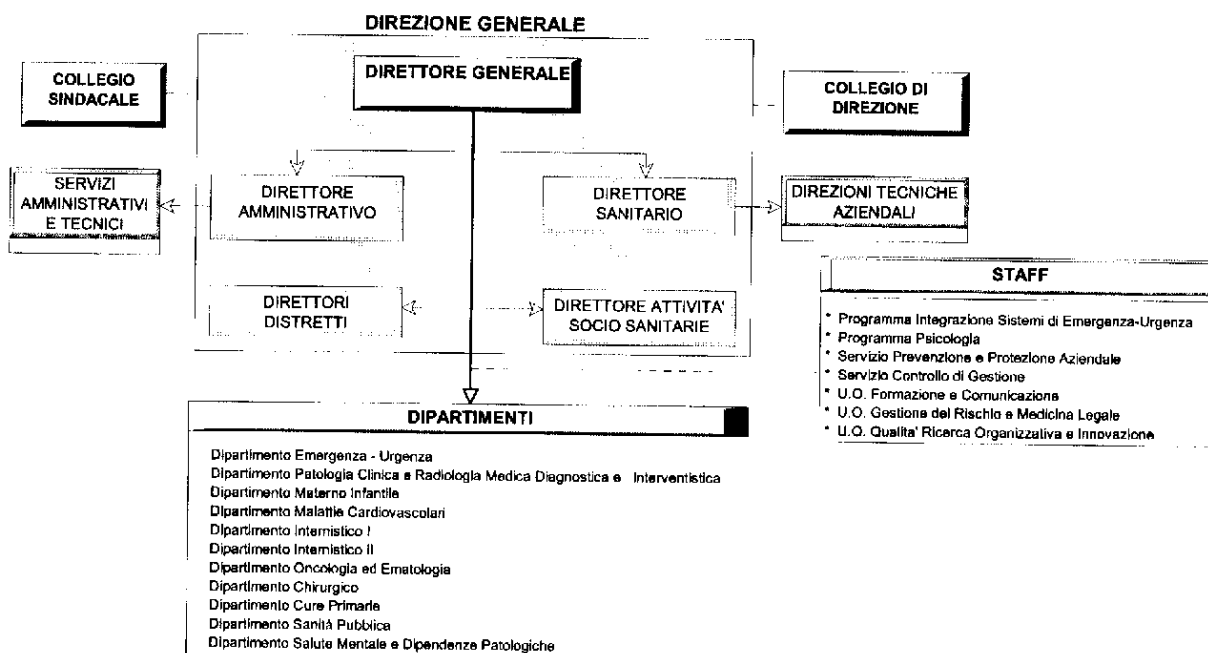 DIREZIONE GENERALE
DIRETTORE GENERALE
COLLEGIO
SINDACALE
COLLEGIO DI
DIREZIONE
SERVIZI
AMMINISTRATIVI
E TECNICI
DIRETTORE
AMMINISTRATIVO
DIRETTORE
SANITARIO
DIREZIONI TECNICHE
AZIENDALI
DIRETTORI
DISTRETTI
DIRETTORE ATTIVITA'
SOCIO SANITARIE
STAFF
* Programma Integrazione Sistemi di Emergenza-Urgenza
* Programma Psicologia
* Servizio Prevenzione e Protezione Aziendale
* Servizio Controllo di Gestione
* U.O. Formazione e Comunicazione
* U.O. Gestione del Rischio e Medicina Legale
* U.O. Qualita' Ricerca Organizzativa e Innovazione
DIPARTIMENTI
Dipartimento Emergenza - Urgenza
Dipartimento Patologia Clinica e Radiologia Medica Diagnostica e Interventistica
Dipartimento Materno Infantile
Dipartimento Malattie Cardiovascolari
Dipartimento Internistico I
Dipartimento Internistico II
Dipartimento Oncologia ed Ematologia
Dipartimento Chirurgico
Dipartimento Cure Primarie
Dipartimento Sanità Pubblica
Dipartimento Salute Mentale e Dipendenze Patologiche